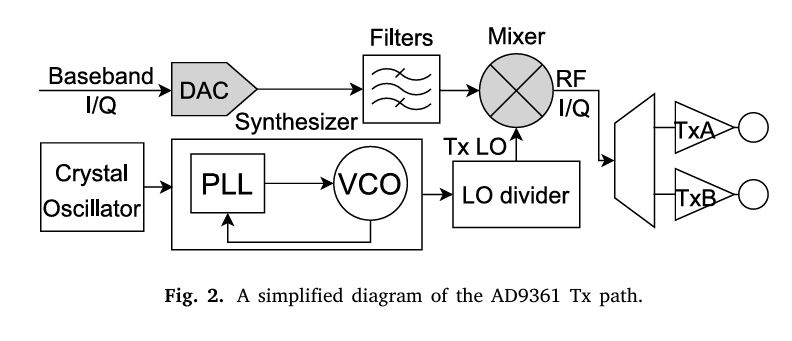 Filters
Mixer
Baseband
I/Q
DAC
RF
I/Q
Synthesizer
Tx LO
TxA
Crystal
Oscillator
PLL
VCO
LO divider
TxB
Fig. 2. A simplified diagram of the AD9361 Tx path.